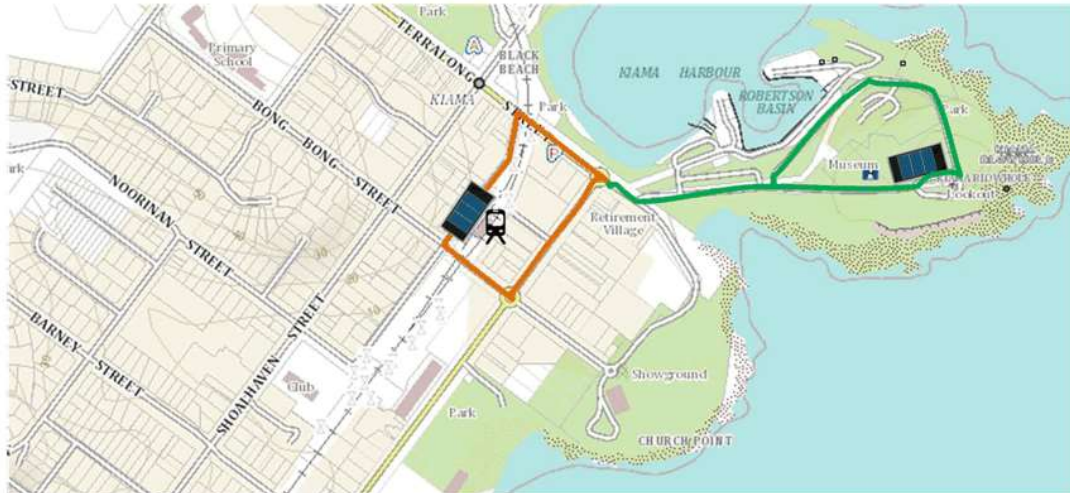 Park
Primary
School
TERRALONG
STREET
A
BLACK
BEACH
KIAMA
Park
P
KIAMA HARBOUR
ROBERTSON
BASIN
Park
Museum
Lookout
STREET
BONG
BONG
STREET
NOORINAN
STREET
BARNEY
STREET
SHOALHAVEN
STREET
Retirement
Village
Club
Park
Showground
CHURCH POINT
10